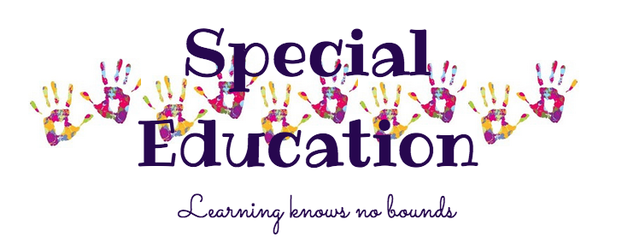 Special
Education
Learning knows no bounds